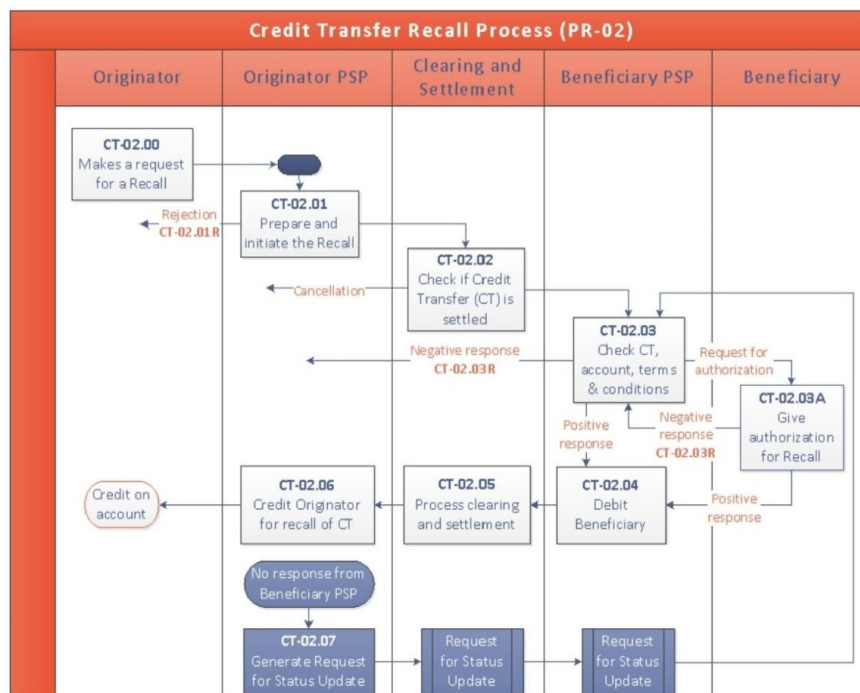 Credit Transfer Recall Process (PR-02)
Originator
Originator PSP
Clearing and
Settlement
Beneficiary PSP
Beneficiary
CT-02.00
Makes a request
for a Recall
CT-02.01
Prepare and
initiate the Recall
Rejection
CT-02.01R
CT-02.02
Check if Credit
Transfer (CT) is
settled
Cancellation
CT-02.03
Check CT,
account, terms
& conditions
Negative response
CT-02.03R
Request for
authorization
CT-02.03A
Give
authorization
for Recall
Negative
response
CT-02.03R
Positive
response
Positive
response
CT-02.04
Debit
Beneficiary
CT-02.05
Process clearing
and settlement
CT-02.06
Credit Originator
for recall of CT
Credit on
account
No response from
Beneficiary PSP
CT-02.07
Generate Request
for Status Update
Request
for Status
Update
Request
for Status
Update